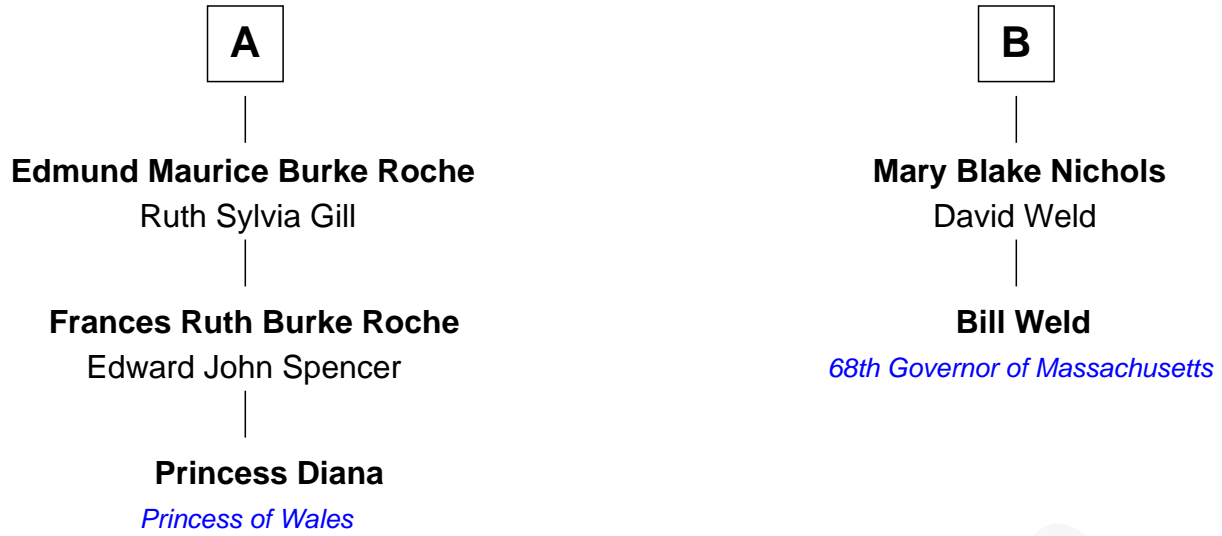 A
B
Edmund Maurice Burke Roche
Mary Blake Nichols
Ruth Sylvia Gill
David Weld
Frances Ruth Burke Roche
Bill Weld
Edward John Spencer
68th Governor of Massachusetts
Princess Diana
Princess of Wales